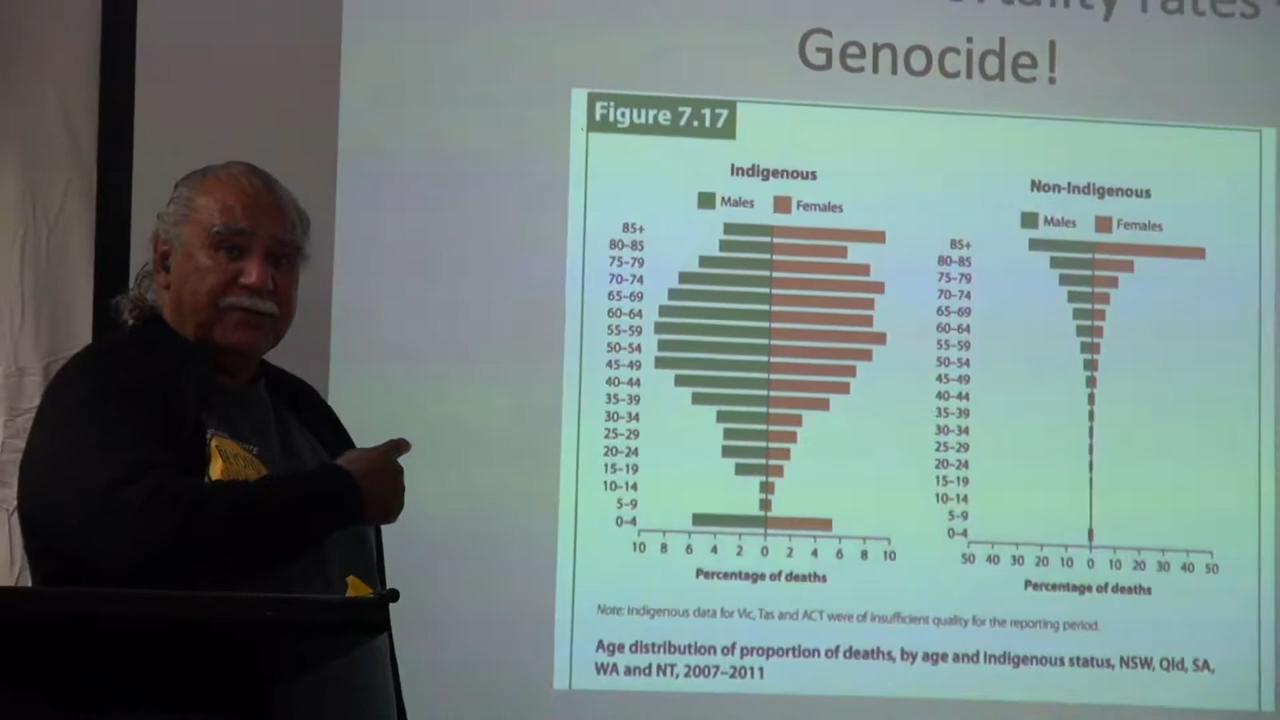 rates
Genocide!
Figure 7.17
Indigenous
Males Females
85+
80–85
75–79
70–74
65–69
60–64
55–59
50–54
45–49
40–44
35–39
30–34
25–29
20–24
15–19
10–14
5–9
0–4
10 8 6 4 2 0 2 4 6 8 10
Percentage of deaths
Non-Indigenous
Males Females
85+
80–85
75–79
70–74
65–69
60–64
55–59
50–54
45–49
40–44
35–39
30–34
25–29
20–24
15–19
10–14
5–9
0–4
50 40 30 20 10 0 10 20 30 40 50
Percentage of deaths
Note: Indigenous data for Vic, Tas and ACT were of insufficient quality for the reporting period.
Age distribution of proportion of deaths, by age and Indigenous status, NSW, Qld, SA,
WA and NT, 2007–2011